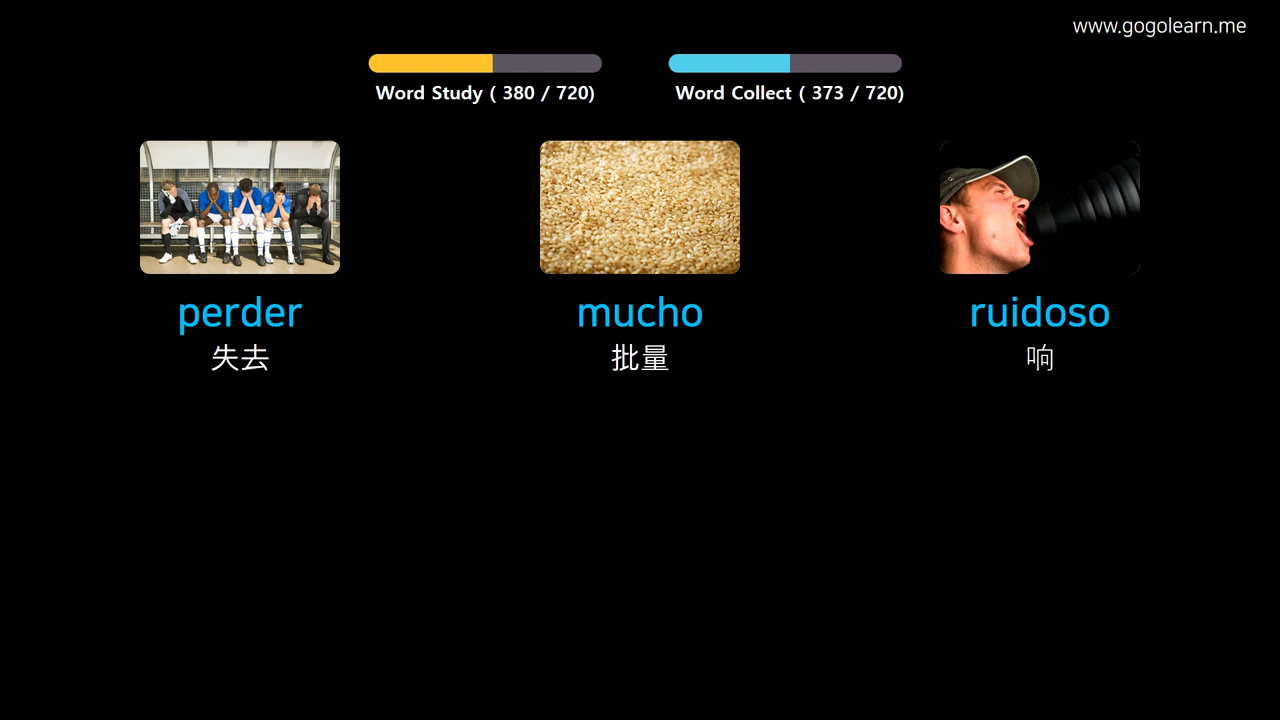 www.gogolearn.me
Word Study ( 380 / 720)
Word Collect ( 373 / 720)
perder
mucho
ruidoso
失去
批量
响